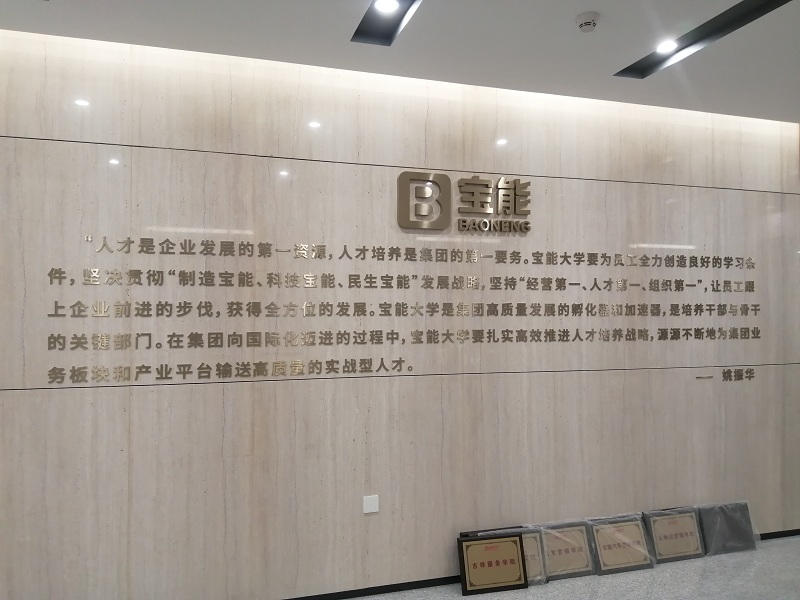 B 宝能
BAONENG
“人才是企业发展的第一资源，人才培养是集团的第一要务。宝能大学要为员工全力创造良好的学习条
件，坚决贯彻“制造宝能、科技宝能、民生宝能”发展战略，坚持“经营第一、人才第一、组织第一”，让员工跟
上企业前进的步伐，获得全方位的发展。宝能大学是集团高质量发展的孵化器和加速器，是培养干部与骨干
的关键部门。在集团向国际化迈进的过程中，宝能大学要扎实高效推进人才培养战略，源源不断地为集团业
务板块和产业平台输送高质量的实战型人才。
—— 姚振华